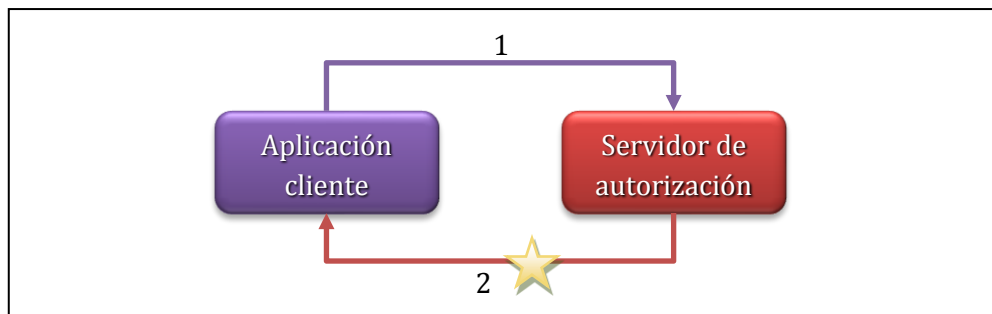 1
Aplicación
cliente
Servidor de
autorización
2